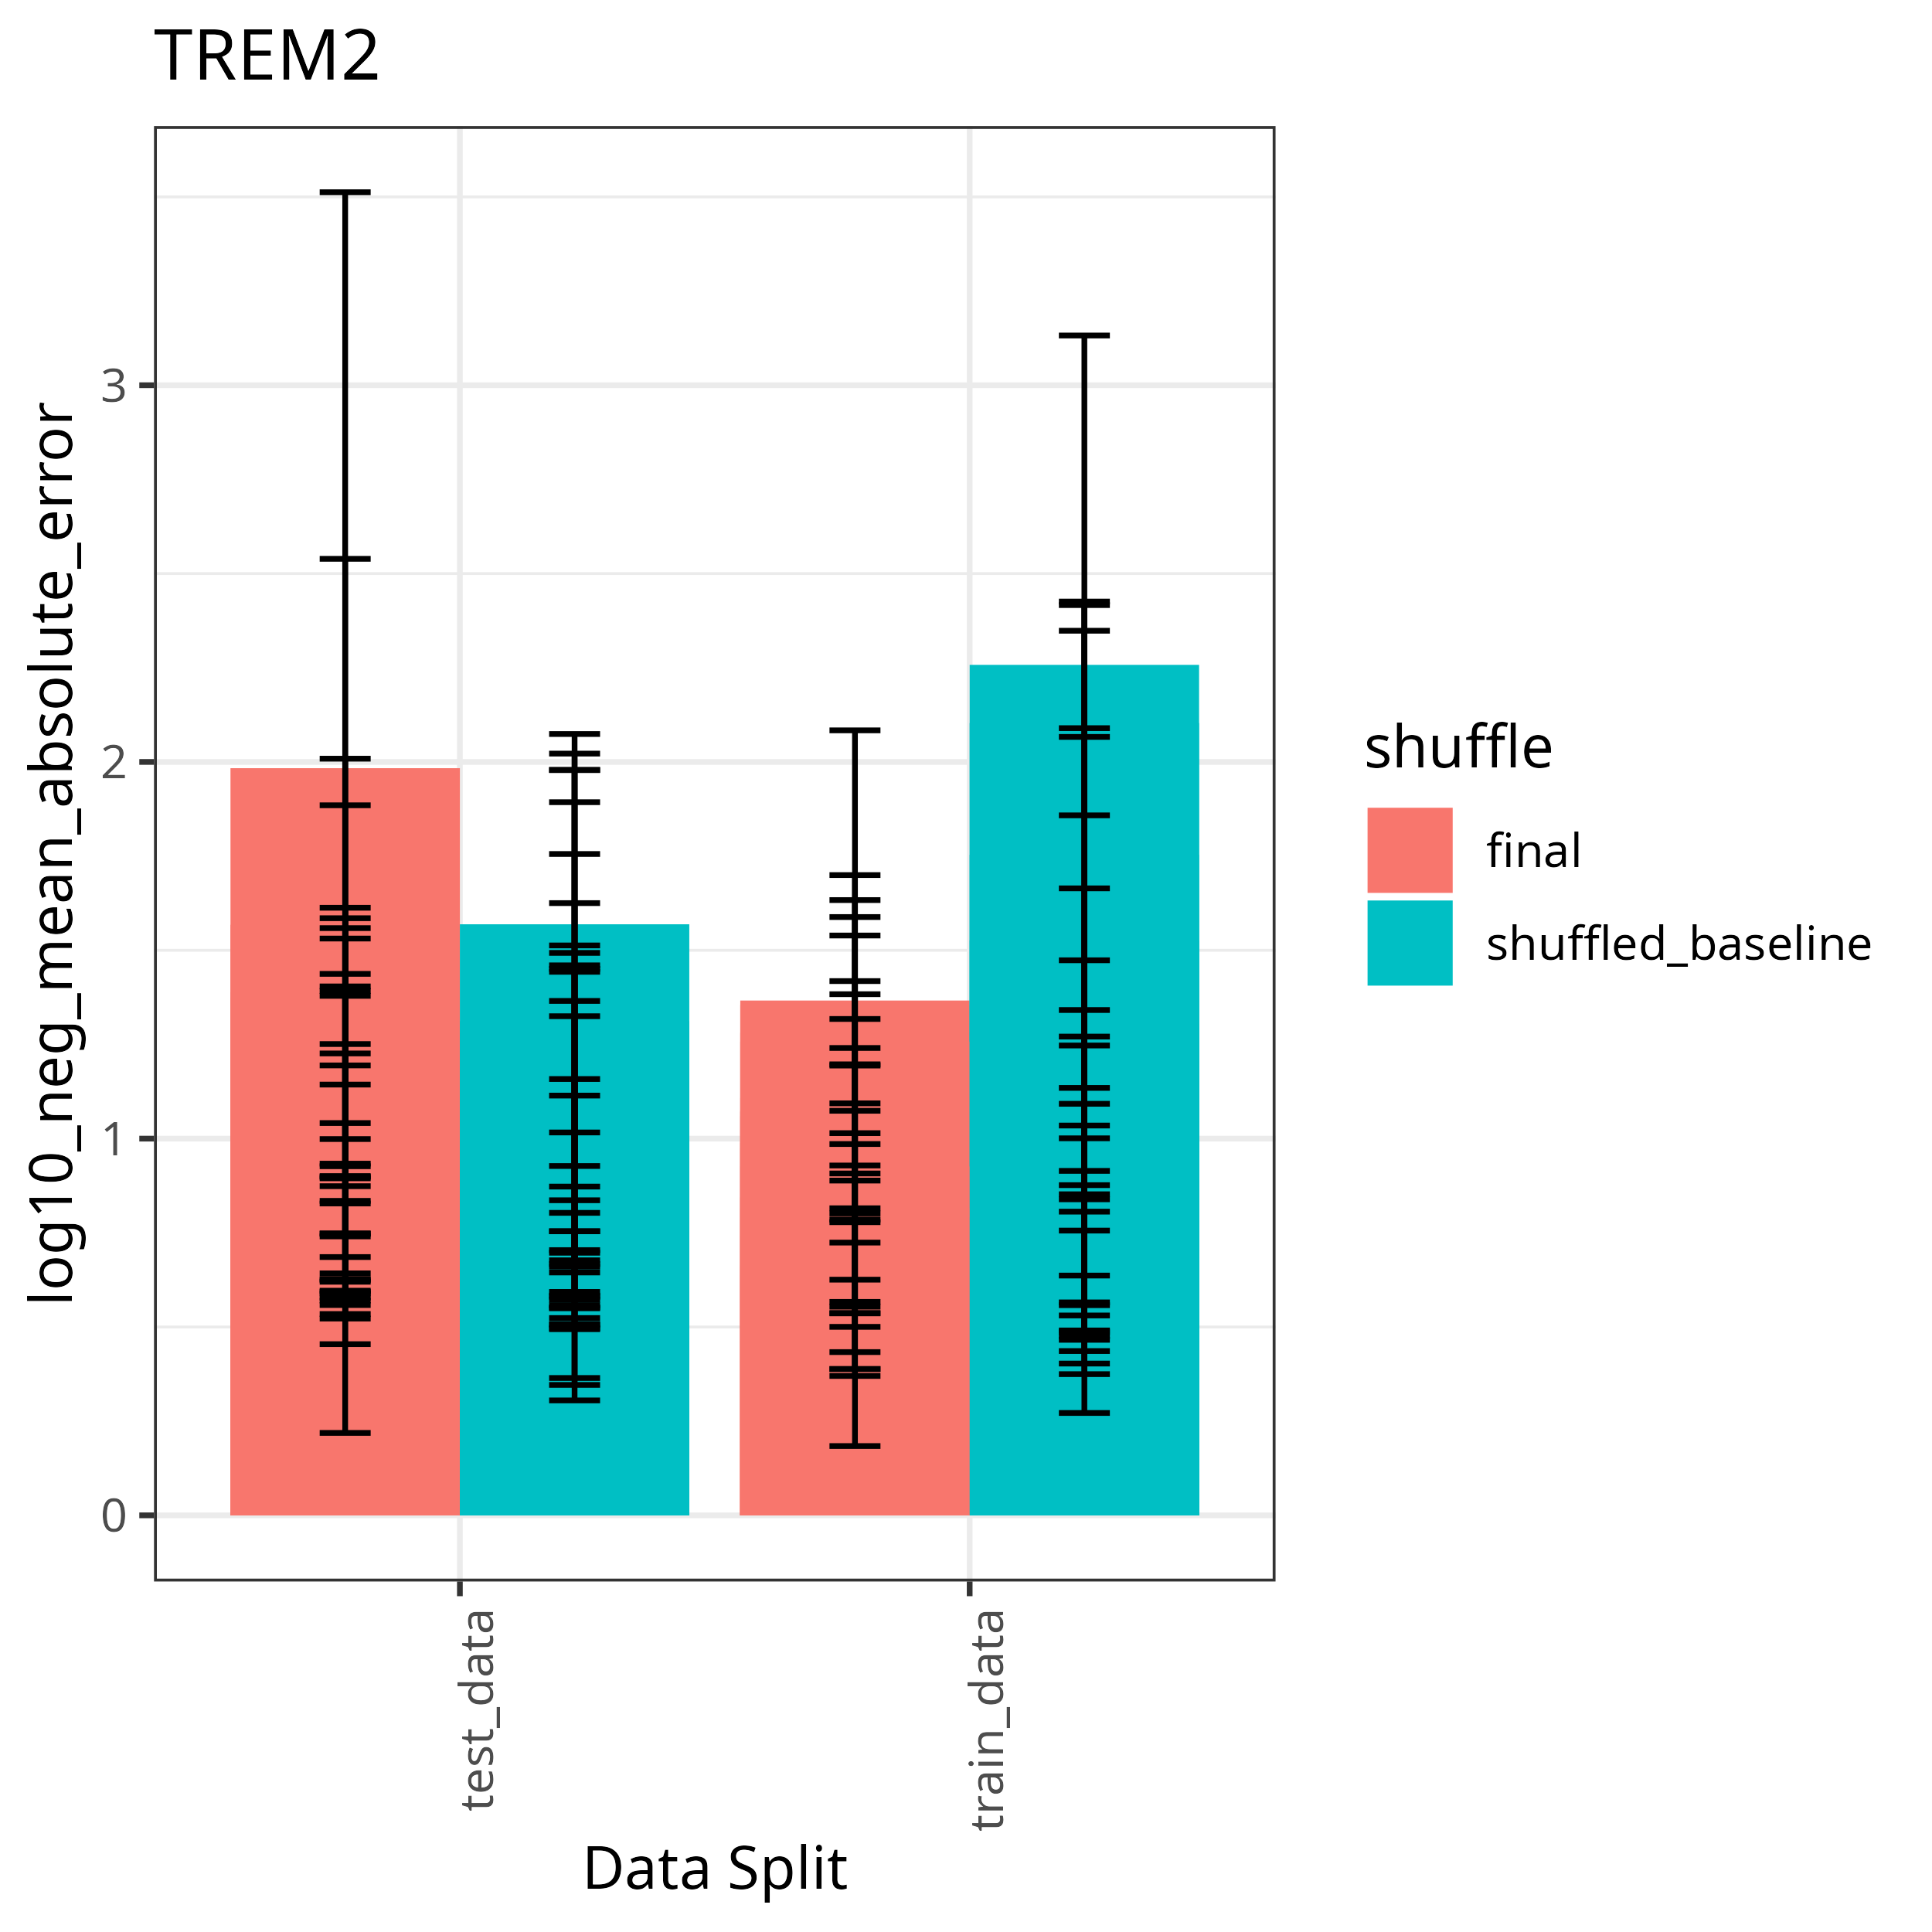 TREM2
log10_neg_mean_absolute_error
3
2
1
0
test_data
train_data
Data Split
shuffle
final
shuffled_baseline